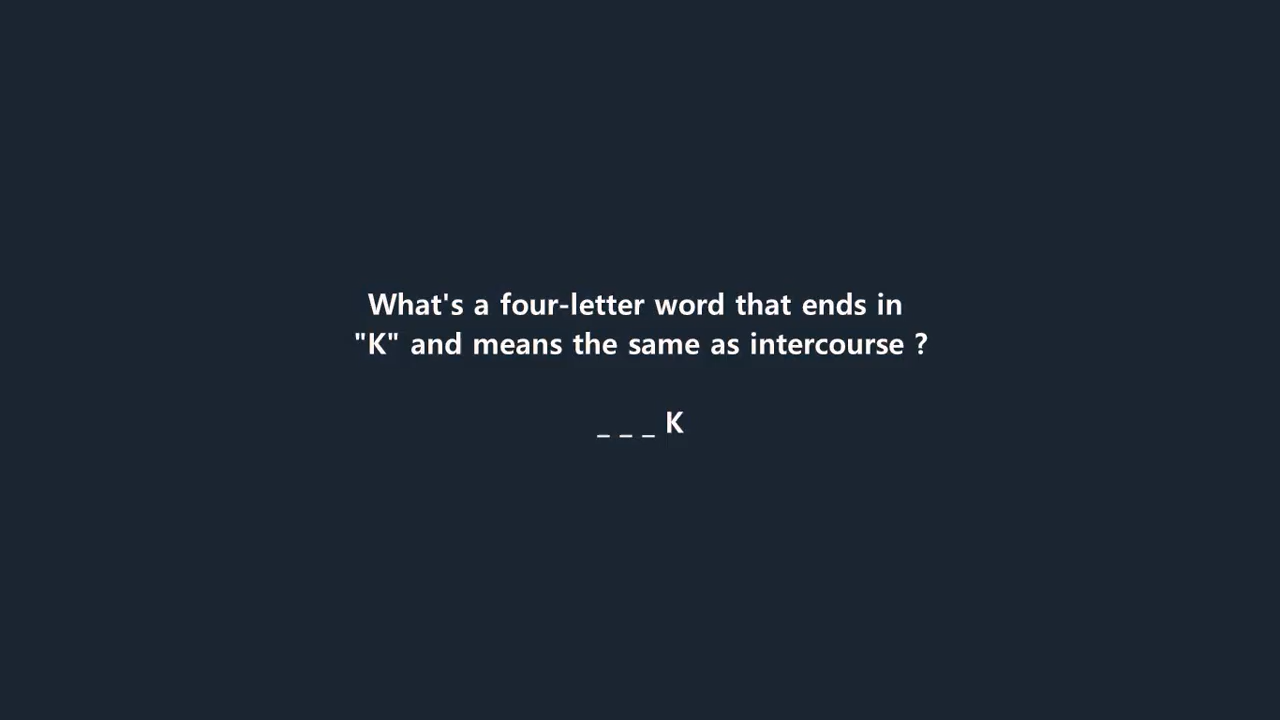 What's a four-letter word that ends in
"K" and means the same as intercourse ?
_ _ _ K